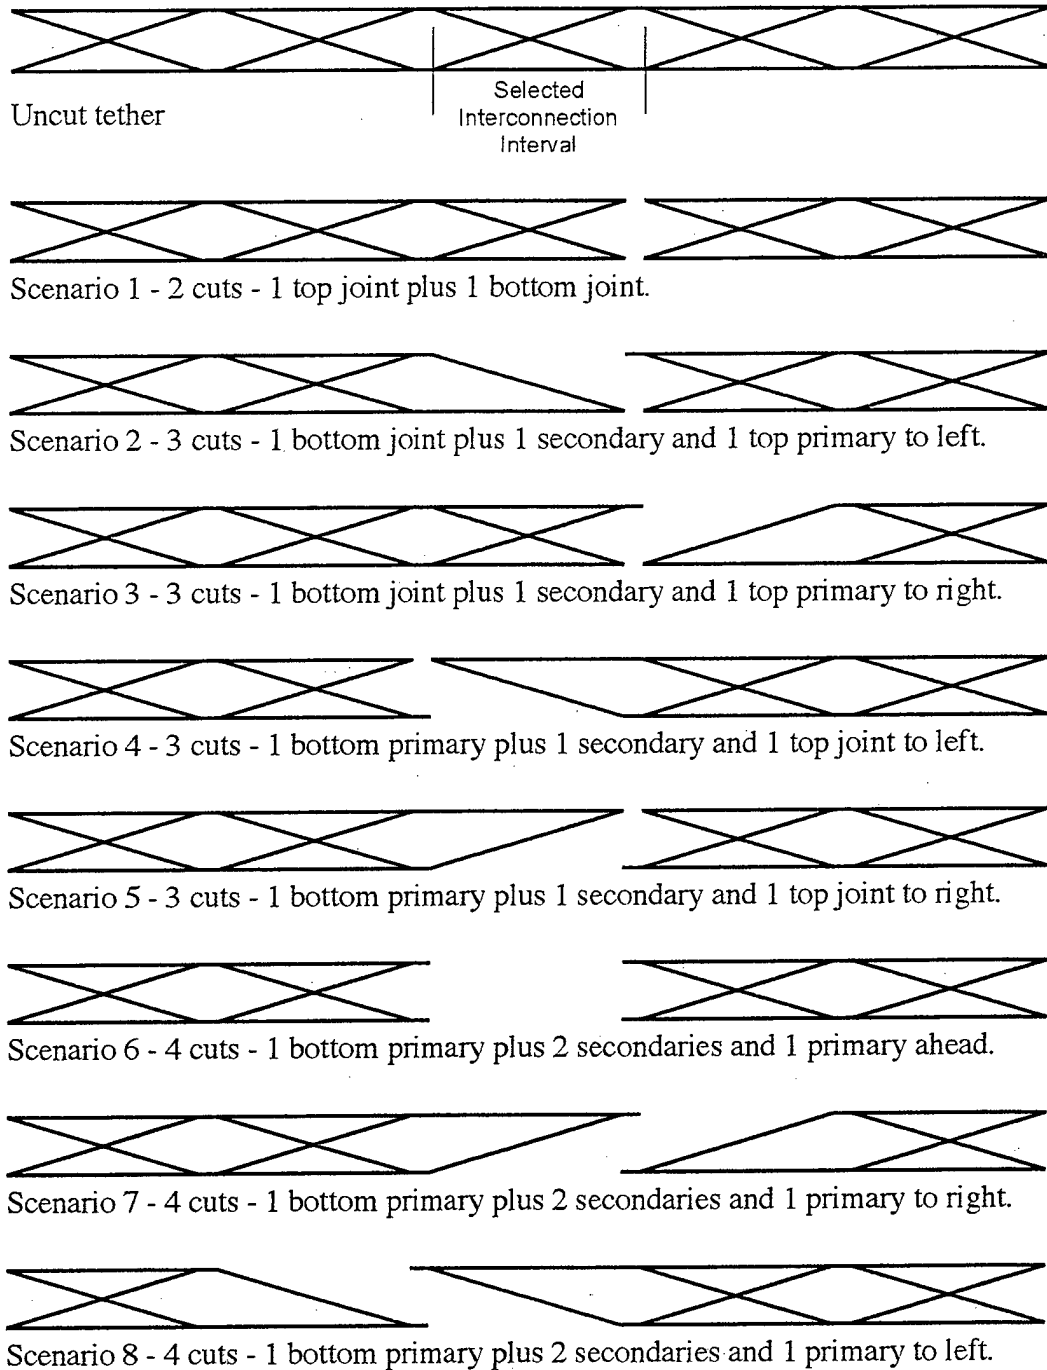 Uncut tether
Selected
Interconnection
Interval
Scenario 1 - 2 cuts - 1 top joint plus 1 bottom joint.
Scenario 2 - 3 cuts - 1 bottom joint plus 1 secondary and 1 top primary to left.
Scenario 3 - 3 cuts - 1 bottom joint plus 1 secondary and 1 top primary to right.
Scenario 4 - 3 cuts - 1 bottom primary plus 1 secondary and 1 top joint to left.
Scenario 5 - 3 cuts - 1 bottom primary plus 1 secondary and 1 top joint to right.
Scenario 6 - 4 cuts - 1 bottom primary plus 2 secondaries and 1 primary ahead.
Scenario 7 - 4 cuts - 1 bottom primary plus 2 secondaries and 1 primary to right.
Scenario 8 - 4 cuts - 1 bottom primary plus 2 secondaries and 1 primary to left.